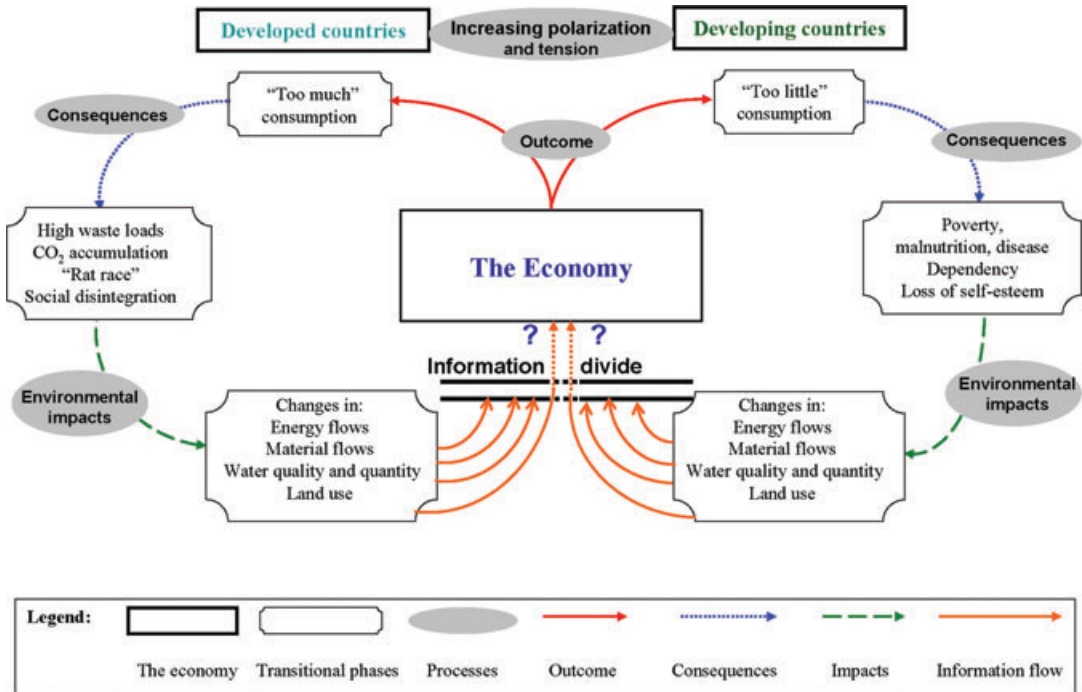 Developed countries
Increasing polarization
and tension
Developing countries
"Too much"
consumption
"Too little"
consumption
Consequences
Outcome
Consequences
High waste loads
CO₂ accumulation
"Rat race"
Social disintegration
The Economy
Poverty,
malnutrition, disease
Dependency
Loss of self-esteem
? ?
Information divide
Environmental
impacts
Environmental
impacts
Changes in:
Energy flows
Material flows
Water quality and quantity
Land use
Changes in:
Energy flows
Material flows
Water quality and quantity
Land use
Legend:
The economy Transitional phases Processes Outcome Consequences Impacts Information flow